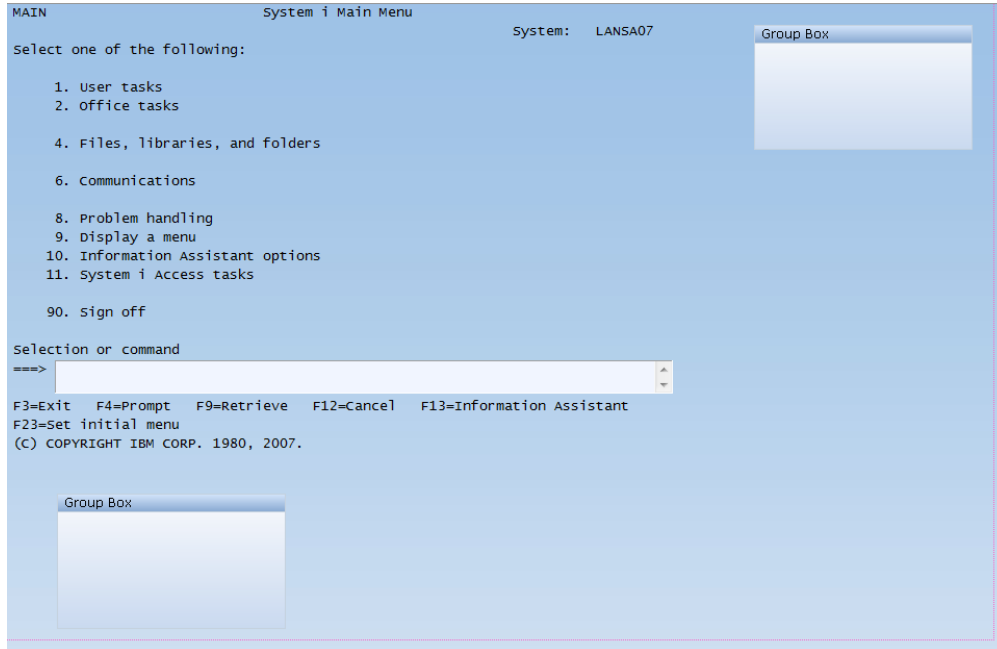 MAIN System i Main Menu
System: LANSA07
Group Box
Select one of the following:
1. User tasks
2. Office tasks
4. Files, libraries, and folders
6. Communications
8. Problem handling
9. Display a menu
10. Information Assistant options
11. System i Access tasks
90. Sign off
Selection or command
===>
F3=Exit F4=Prompt F9=Retrieve F12=Cancel F13=Information Assistant
F23=Set initial menu
(C) COPYRIGHT IBM CORP. 1980, 2007.
Group Box